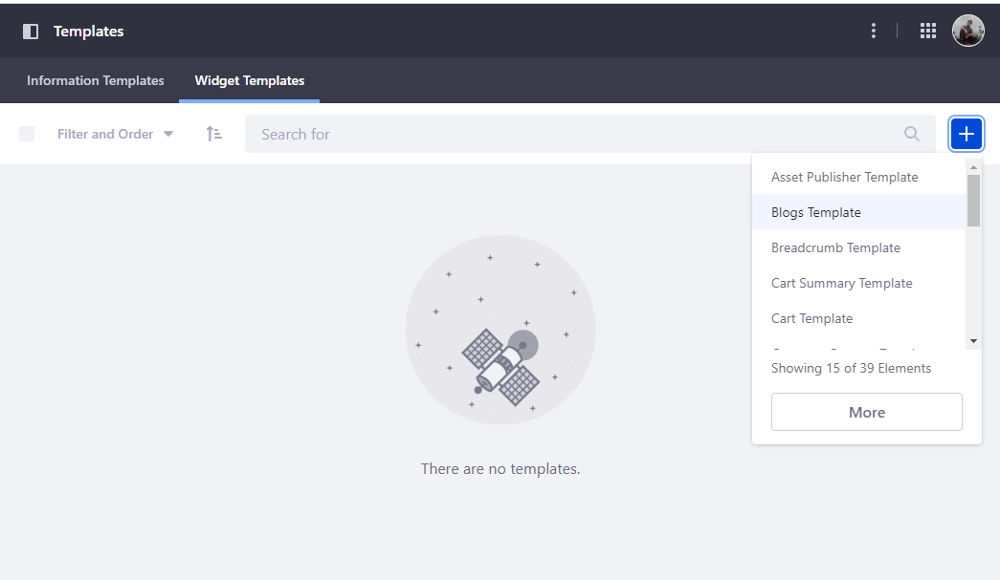 Templates
Information Templates
Widget Templates
Filter and Order
Search for
Asset Publisher Template
Blogs Template
Breadcrumb Template
Cart Summary Template
Cart Template
Showing 15 of 39 Elements
More
There are no templates.